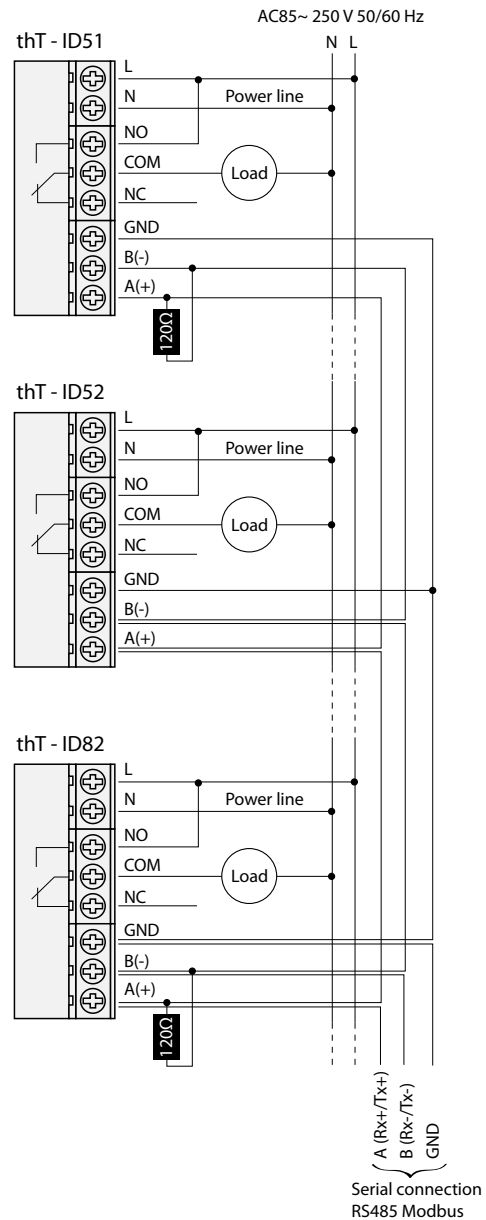 AC85~ 250 V 50/60 Hz
thT - ID51
N L
L
N
Power line
NO
COM
Load
NC
GND
B(-)
A(+)
120Ω
thT - ID52
L
N
Power line
NO
COM
Load
NC
GND
B(-)
A(+)
thT - ID82
L
N
Power line
NO
COM
Load
NC
GND
B(-)
A(+)
120Ω
A (Rx+/Tx+)
B (Rx-/Tx-)
GND
Serial connection
RS485 Modbus